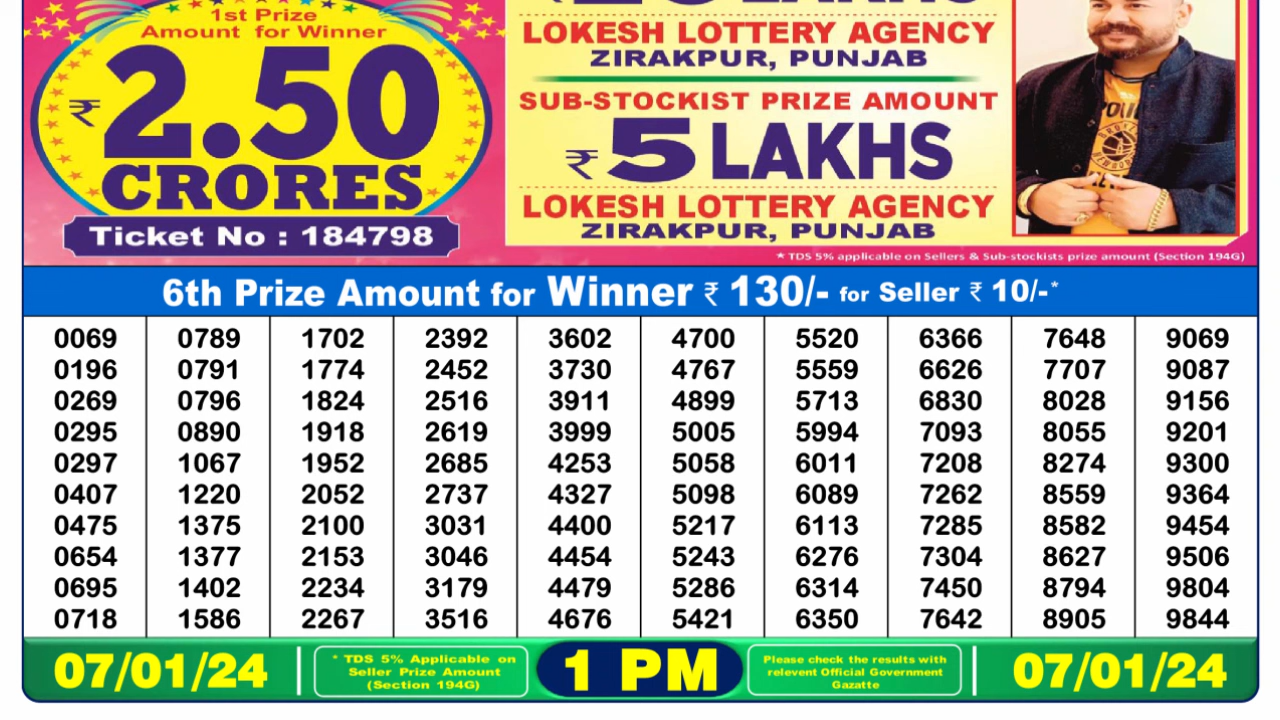 1st Prize
Amount for Winner
₹2.50
CRORES
Ticket No : 184798
LOKESH LOTTERY AGENCY
ZIRAKPUR, PUNJAB
SUB-STOCKIST PRIZE AMOUNT
₹5 LAKHS
LOKESH LOTTERY AGENCY
ZIRAKPUR, PUNJAB
* TDS 5% applicable on Sellers & Sub-stockists prize amount (Section 194G)
6th Prize Amount for Winner ₹ 130/- for Seller ₹ 10/-*
0069 0789 1702 2392 3602 4700 5520 6366 7648 9069
0196 0791 1774 2452 3730 4767 5559 6626 7707 9087
0269 0796 1824 2516 3911 4899 5713 6830 8028 9156
0295 0890 1918 2619 3999 5005 5994 7093 8055 9201
0297 1067 1952 2685 4253 5058 6011 7208 8274 9300
0407 1220 2052 2737 4327 5098 6089 7262 8559 9364
0475 1375 2100 3031 4400 5217 6113 7285 8582 9454
0654 1377 2153 3046 4454 5243 6276 7304 8627 9506
0695 1402 2234 3179 4479 5286 6314 7450 8794 9804
0718 1586 2267 3516 4676 5421 6350 7642 8905 9844
07/01/24
* TDS 5% Applicable on
Seller Prize Amount
(Section 194G)
1 PM
Please check the results with
relevent Official Government
Gazatte
07/01/24